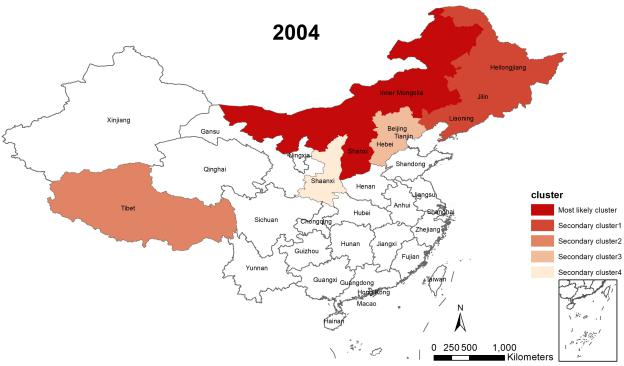 2004
Heilongjiang
Inner Mongolia
Jilin
Xinjiang
Liaoning
Beijing
Gansu
Tianjin
Hebei
Shanxi
Ningxia
Shandong
Qinghai
Shaanxi
Henan
Jiangsu
Tibet
Anhui
Shanghai
Hubei
Sichuan
Chongqing
Zhejiang
Hunan
Jiangxi
Guizhou
Fujian
Yunnan
Guangxi
Guangdong
Taiwan
Hong Kong
Macao
Hainan
cluster
Most likely cluster
Secondary cluster1
Secondary cluster2
Secondary cluster3
Secondary cluster4
N
0 250 500 1,000
Kilometers